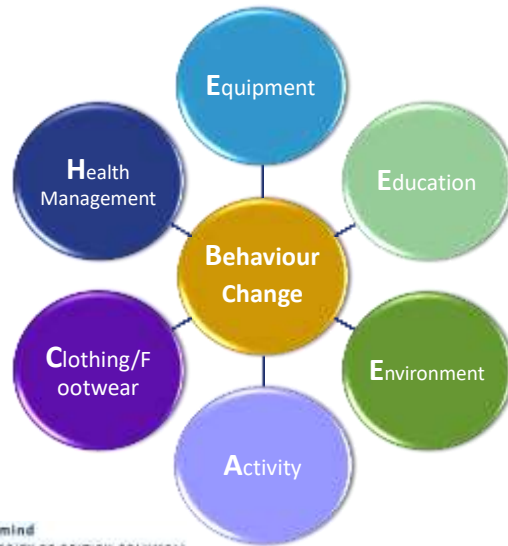 Equipment
Health
Management
Education
Behaviour
Change
Clothing/F
ootwear
Environment
Activity
mind